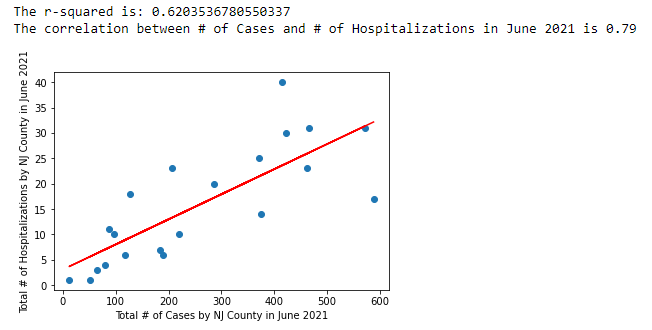 The r-squared is: 0.6203536780550337
The correlation between # of Cases and # of Hospitalizations in June 2021 is 0.79
Total # of Hospitalizations by NJ County in June 2021
40
35
30
25
20
15
10
5
0
0 100 200 300 400 500 600
Total # of Cases by NJ County in June 2021